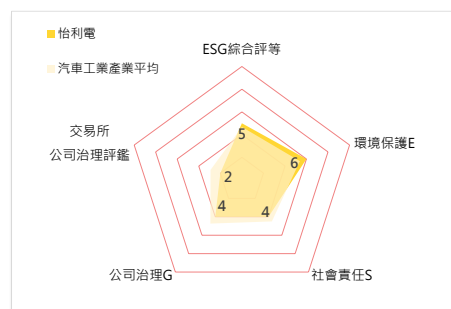 怡利電
汽車工業產業平均
ESG綜合評等
交易所
公司治理評鑑
環境保護E
5
6
2
4
4
公司治理G
社會責任S